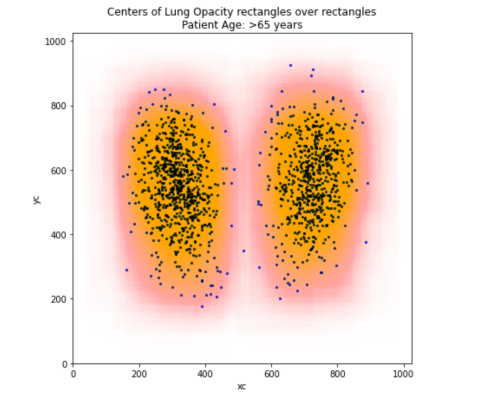 Centers of Lung Opacity rectangles over rectangles
Patient Age: >65 years
1000
800
600
400
200
0
yc
0 200 400 600 800 1000
xc